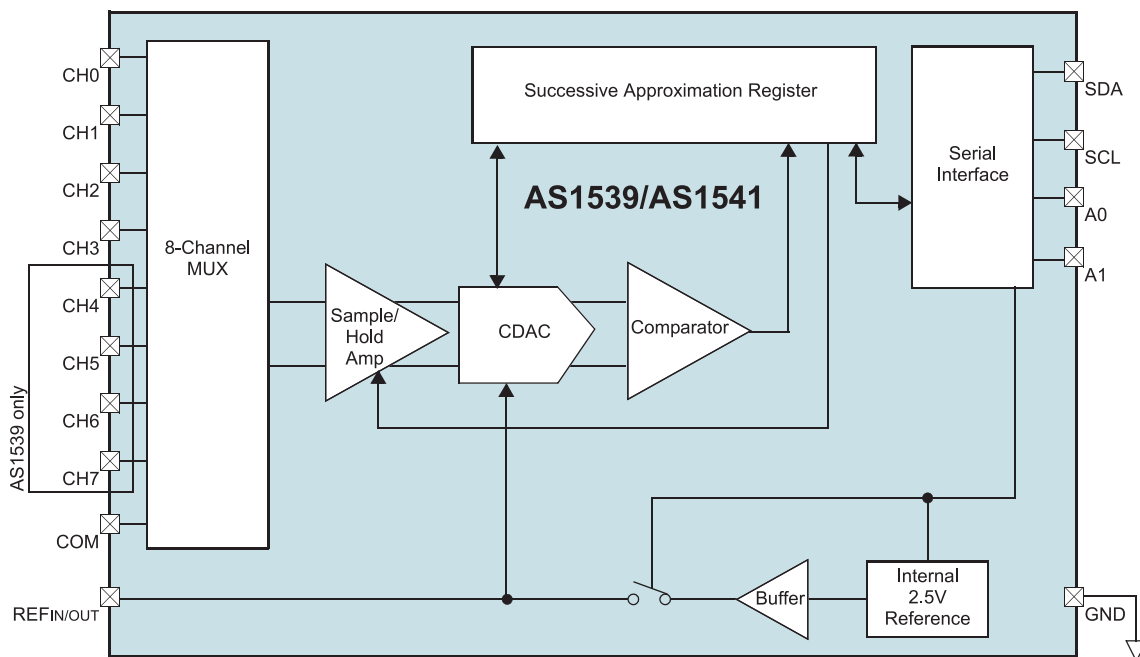 CH0
CH1
CH2
CH3
CH4
CH5
CH6
CH7
AS1539 only
COM
REFIN/OUT
8-Channel
MUX
Successive Approximation Register
AS1539/AS1541
Sample/
Hold
Amp
CDAC
Comparator
Serial
Interface
SDA
SCL
A0
A1
Buffer
Internal
2.5V
Reference
GND